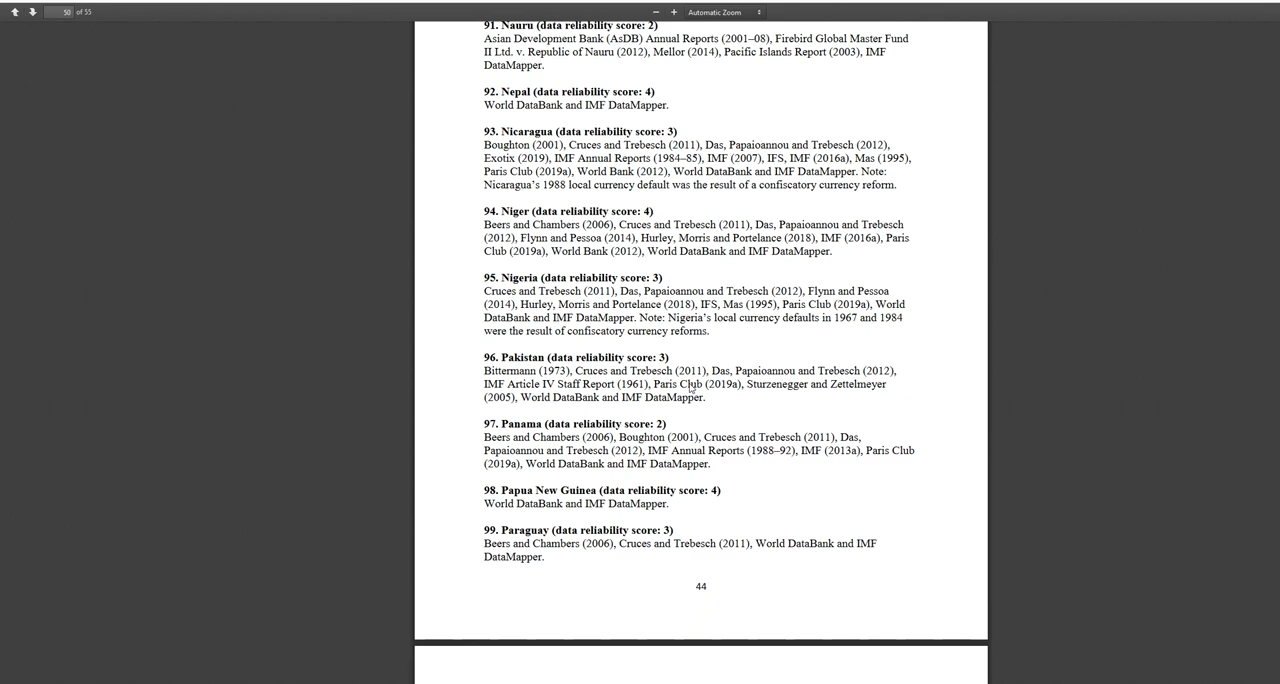 50 of 55
Automatic Zoom
91. Nauru (data reliability score: 2)
Asian Development Bank (AsDB) Annual Reports (2001–08), Firebird Global Master Fund
II Ltd. v. Republic of Nauru (2012), Mellor (2014), Pacific Islands Report (2003), IMF
DataMapper.
92. Nepal (data reliability score: 4)
World DataBank and IMF DataMapper.
93. Nicaragua (data reliability score: 3)
Boughton (2001), Cruces and Trebesch (2011), Das, Papaioannou and Trebesch (2012),
Exotix (2019), IMF Annual Reports (1984–85), IMF (2007), IFS, IMF (2016a), Mas (1995),
Paris Club (2019a), World Bank (2012), World DataBank and IMF DataMapper. Note:
Nicaragua’s 1988 local currency default was the result of a confiscatory currency reform.
94. Niger (data reliability score: 4)
Beers and Chambers (2006), Cruces and Trebesch (2011), Das, Papaioannou and Trebesch
(2012), Flynn and Pessoa (2014), Hurley, Morris and Portelance (2018), IMF (2016a), Paris
Club (2019a), World Bank (2012), World DataBank and IMF DataMapper.
95. Nigeria (data reliability score: 3)
Cruces and Trebesch (2011), Das, Papaioannou and Trebesch (2012), Flynn and Pessoa
(2014), Hurley, Morris and Portelance (2018), IFS, Mas (1995), Paris Club (2019a), World
DataBank and IMF DataMapper. Note: Nigeria’s local currency defaults in 1967 and 1984
were the result of confiscatory currency reforms.
96. Pakistan (data reliability score: 3)
Bittermann (1973), Cruces and Trebesch (2011), Das, Papaioannou and Trebesch (2012),
IMF Article IV Staff Report (1961), Paris Club (2019a), Sturzenegger and Zettelmeyer
(2005), World DataBank and IMF DataMapper.
97. Panama (data reliability score: 2)
Beers and Chambers (2006), Boughton (2001), Cruces and Trebesch (2011), Das,
Papaioannou and Trebesch (2012), IMF Annual Reports (1988–92), IMF (2013a), Paris Club
(2019a), World DataBank and IMF DataMapper.
98. Papua New Guinea (data reliability score: 4)
World DataBank and IMF DataMapper.
99. Paraguay (data reliability score: 3)
Beers and Chambers (2006), Cruces and Trebesch (2011), World DataBank and IMF
DataMapper.
44